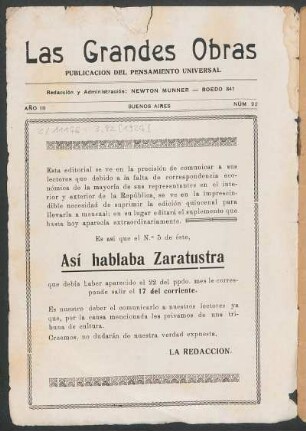 Las Grandes Obras
PUBLICACION DEL PENSAMIENTO UNIVERSAL
Redacción y Administración: NEWTON MUNNER — BOEDO 841
AÑO III BUENOS AIRES NÚM 32
Esta editorial se ve en la precisión de comunicar a sus
lectores que debido a la falta de correspondencia eco-
nómica de la mayoría de sus representantes en el inte-
rior y exterior de la República, se ve en la imprescin-
dible necesidad de suprimir la edición quincenal para
llevarla a mensual: en su lugar editará el suplemento que
hasta hoy aparecía extraordinariamente.
Es así que el N.º 5 de éste,
Así hablaba Zaratustra
que debía haber aparecido el 22 del ppdo. mes le corres-
ponde salir el 17 del corriente.
Es nuestro deber el comunicarlo a nuestros lectores ya
que, por la causa mencionada les privamos de una tri-
buna de cultura.
Creemos, no dudarán de nuestra verdad expuesta.
LA REDACCION.